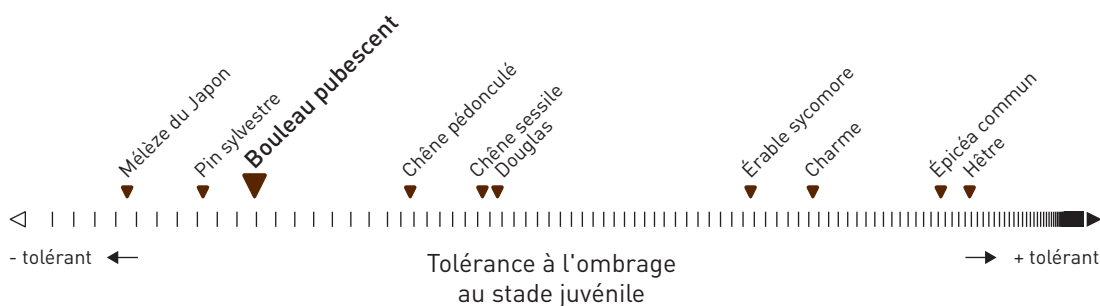 Mélèze du Japon
Pin sylvestre
Bouleau pubescent
Chêne pédonculé
Chêne sessile
Douglas
Érable sycomore
Charme
Épicéa commun
Hêtre
- tolérant
+ tolérant
Tolérance à l'ombrage
au stade juvénile